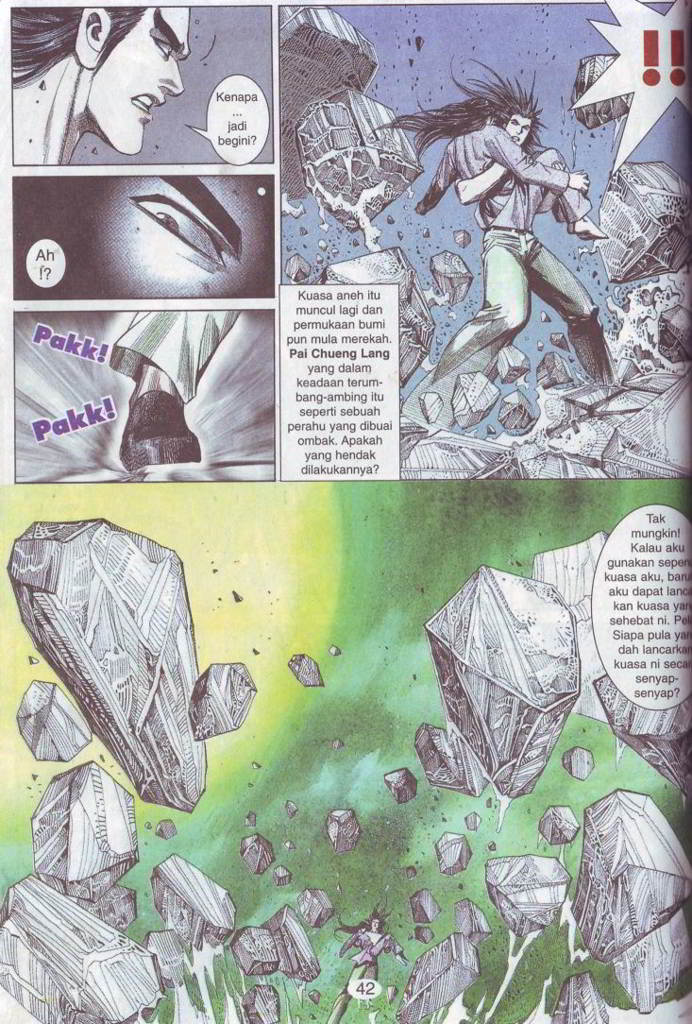 Kenapa
...
jadi
begini?
!!
Ah
!?
Pakk!
Pakk!
Kuasa aneh itu
muncul lagi dan
permukaan bumi
pun mula merekah.
Pai Chueng Lang
yang dalam
keadaan terum-
bang-ambing itu
seperti sebuah
perahu yang dibuai
ombak. Apakah
yang hendak
dilakukannya?
Tak
mungkin!
Kalau aku
gunakan
kuasa aku,
aku dapat
kan kuasa
sehebat ni.
Siapa pula
dah lancarkan
kuasa ni
senyap-
senyap?
42